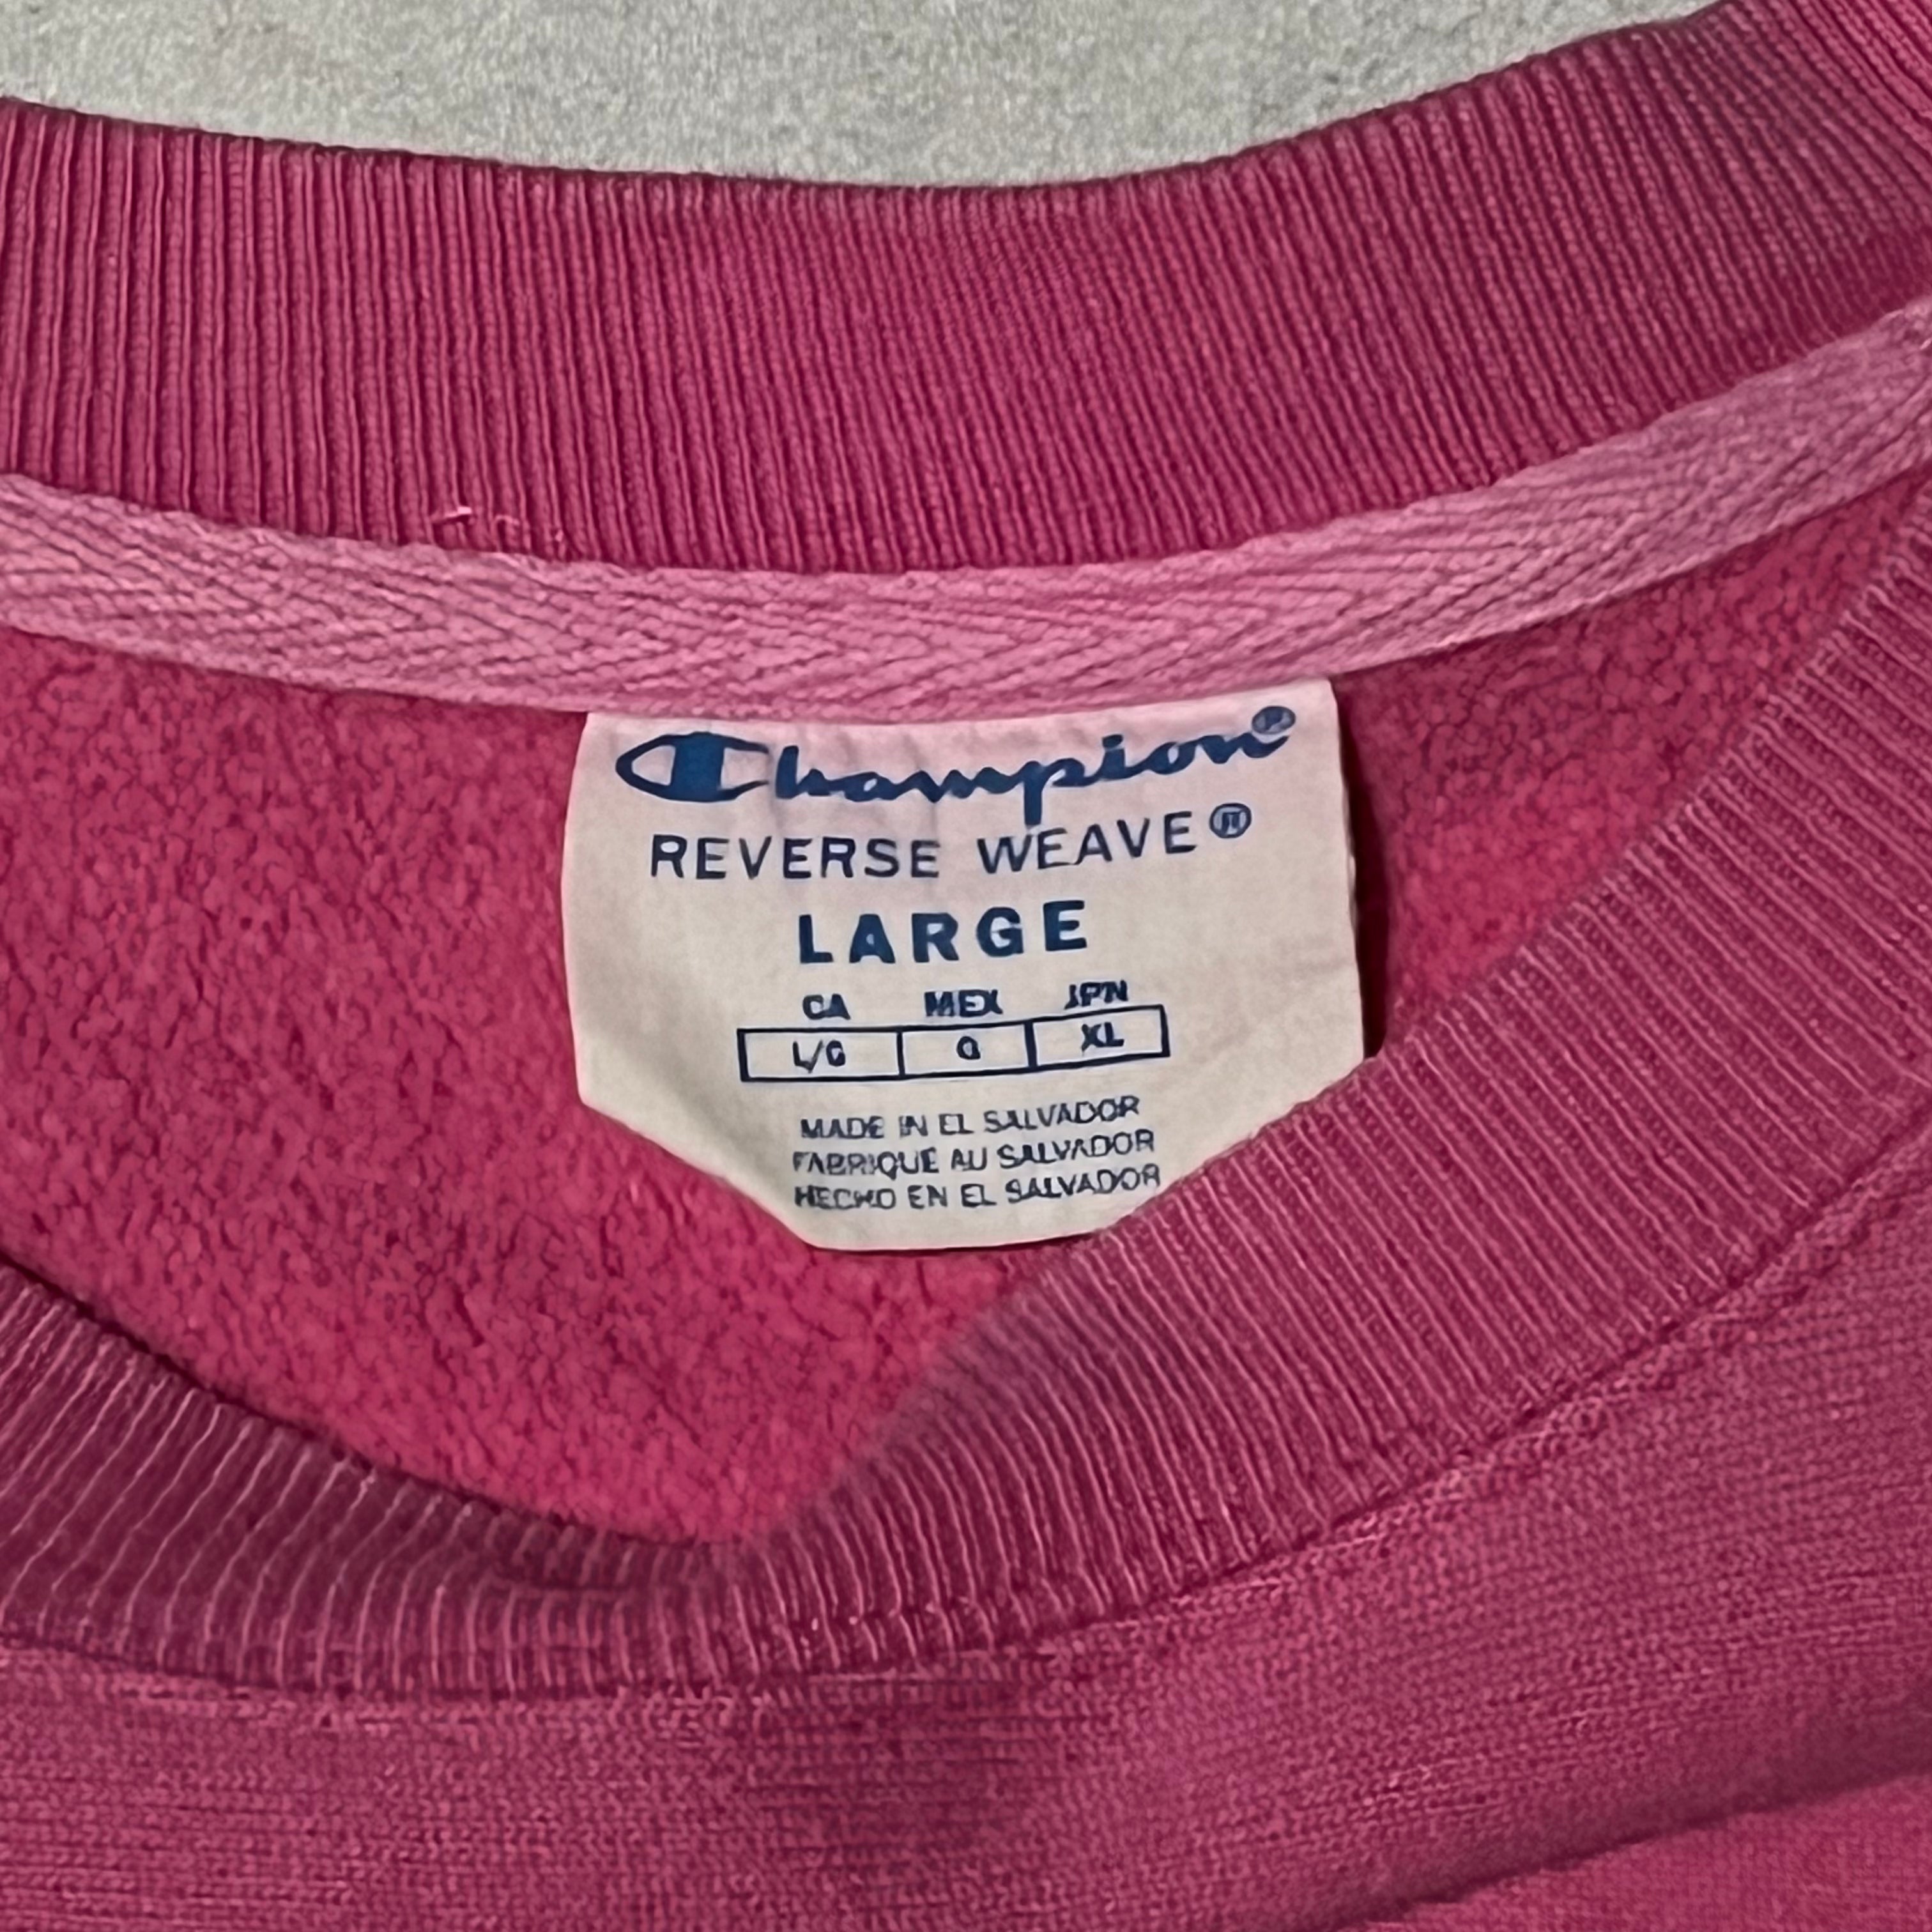 Champion®
REVERSE WEAVE®
LARGE
CA MEX JPN
L/G G XL
MADE IN EL SALVADOR
FABRIQUE AU SALVADOR
HECHO EN EL SALVADOR